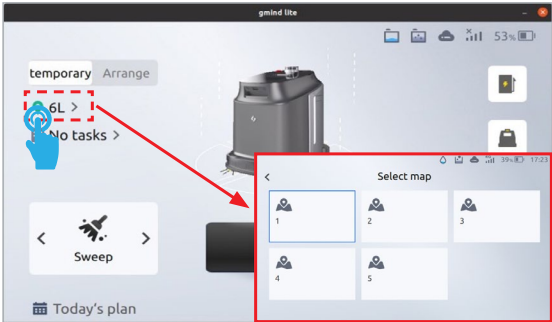 gmind lite
53%
temporary Arrange
6L >
No tasks >
< Sweep >
Today's plan
39% 17:23
< Select map
1 2 3
4 5